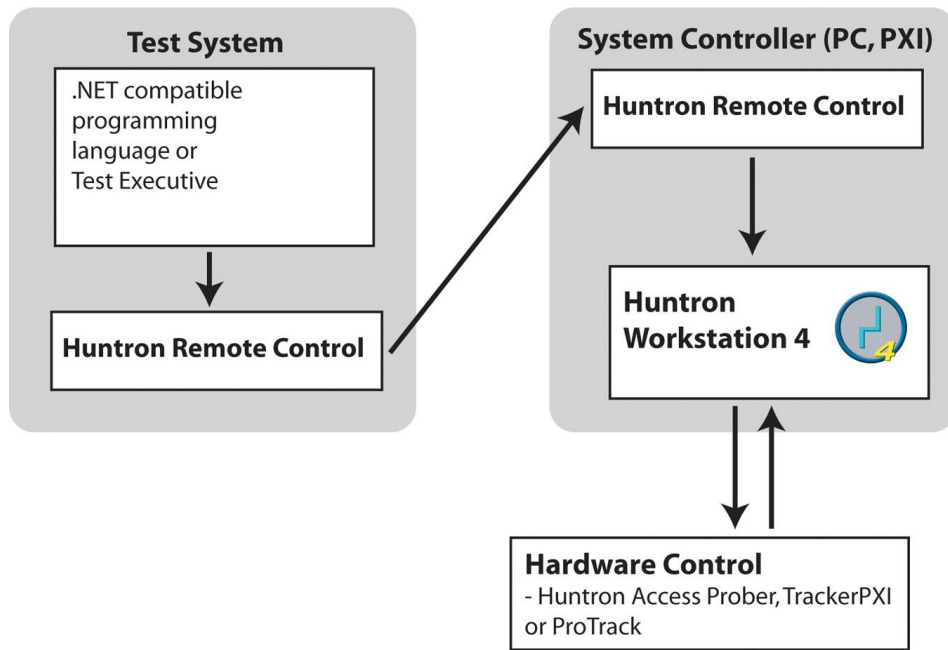 Test System
.NET compatible
programming
language or
Test Executive
Huntron Remote Control
System Controller (PC, PXI)
Huntron Remote Control
Huntron
Workstation 4
4
Hardware Control
- Huntron Access Prober, TrackerPXI
or ProTrack